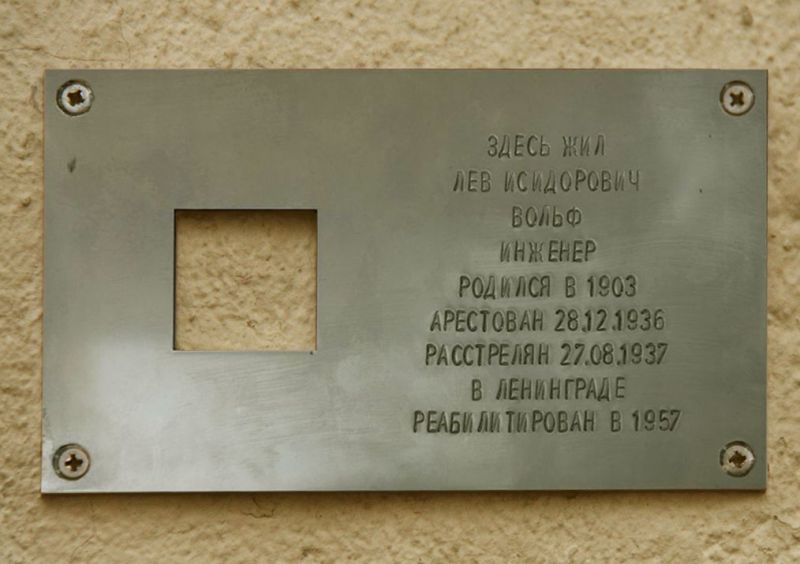 ЗДЕСЬ ЖИЛ
ЛЕВ ИСИДОРОВИЧ
ВОЛЬФ
ИНЖЕНЕР
РОДИЛСЯ В 1903
АРЕСТОВАН 28.12.1936
РАССТРЕЛЯН 27.08.1937
В ЛЕНИНГРАДЕ
РЕАБИЛИТИРОВАН В 1957